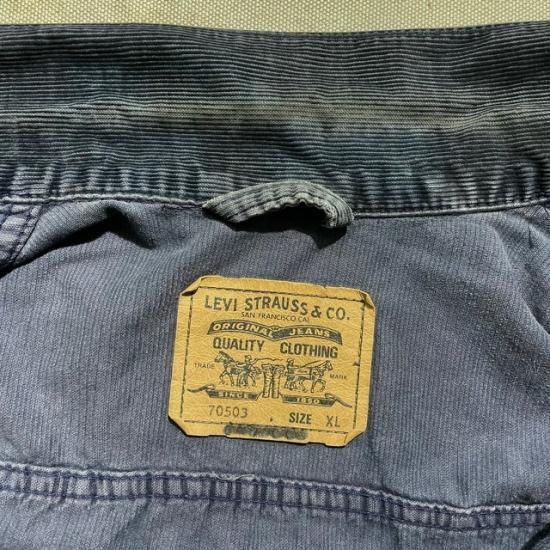 LEVI STRAUSS & CO.
SAN FRANCISCO CAL
ORIGINAL JEANS
QUALITY CLOTHING
TRADE MARK
SINCE 1850
70503 . SIZE XL